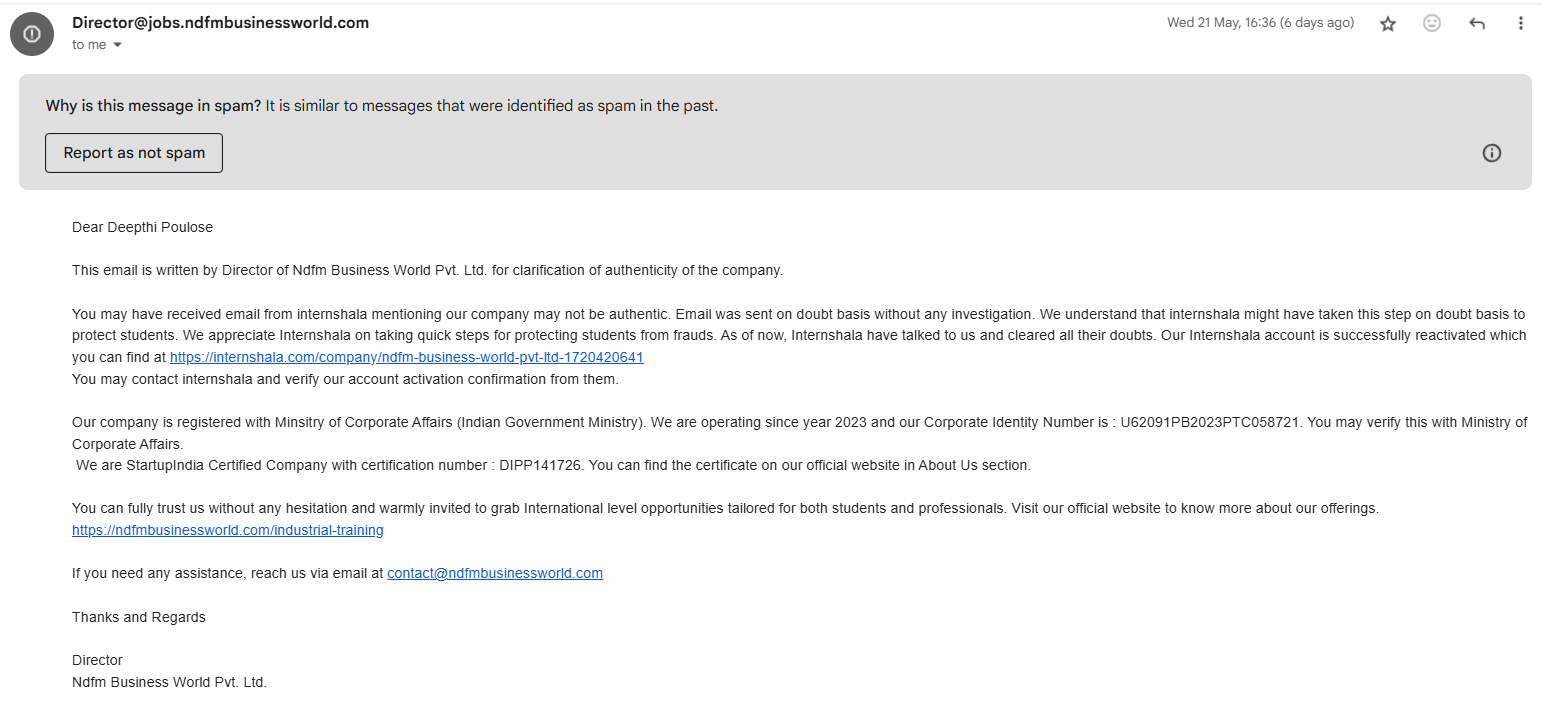 Director@jobs.ndfmbusinessworld.com
Wed 21 May, 16:36 (6 days ago)
to me
Why is this message in spam? It is similar to messages that were identified as spam in the past.
Report as not spam
Dear Deepthi Poulose
This email is written by Director of Ndfm Business World Pvt. Ltd. for clarification of authenticity of the company.
You may have received email from internshala mentioning our company may not be authentic. Email was sent on doubt basis without any investigation. We understand that internshala might have taken this step on doubt basis to
protect students. We appreciate Internshala on taking quick steps for protecting students from frauds. As of now, Internshala have talked to us and cleared all their doubts. Our Internshala account is successfully reactivated which
you can find at https://internshala.com/company/ndfm-business-world-pvt-ltd-1720420641
You may contact internshala and verify our account activation confirmation from them.
Our company is registered with Minsitry of Corporate Affairs (Indian Government Ministry). We are operating since year 2023 and our Corporate Identity Number is : U62091PB2023PTC058721. You may verify this with Ministry of
Corporate Affairs.
We are StartupIndia Certified Company with certification number : DIPP141726. You can find the certificate on our official website in About Us section.
You can fully trust us without any hesitation and warmly invited to grab International level opportunities tailored for both students and professionals. Visit our official website to know more about our offerings.
https://ndfmbusinessworld.com/industrial-training
If you need any assistance, reach us via email at contact@ndfmbusinessworld.com
Thanks and Regards
Director
Ndfm Business World Pvt. Ltd.